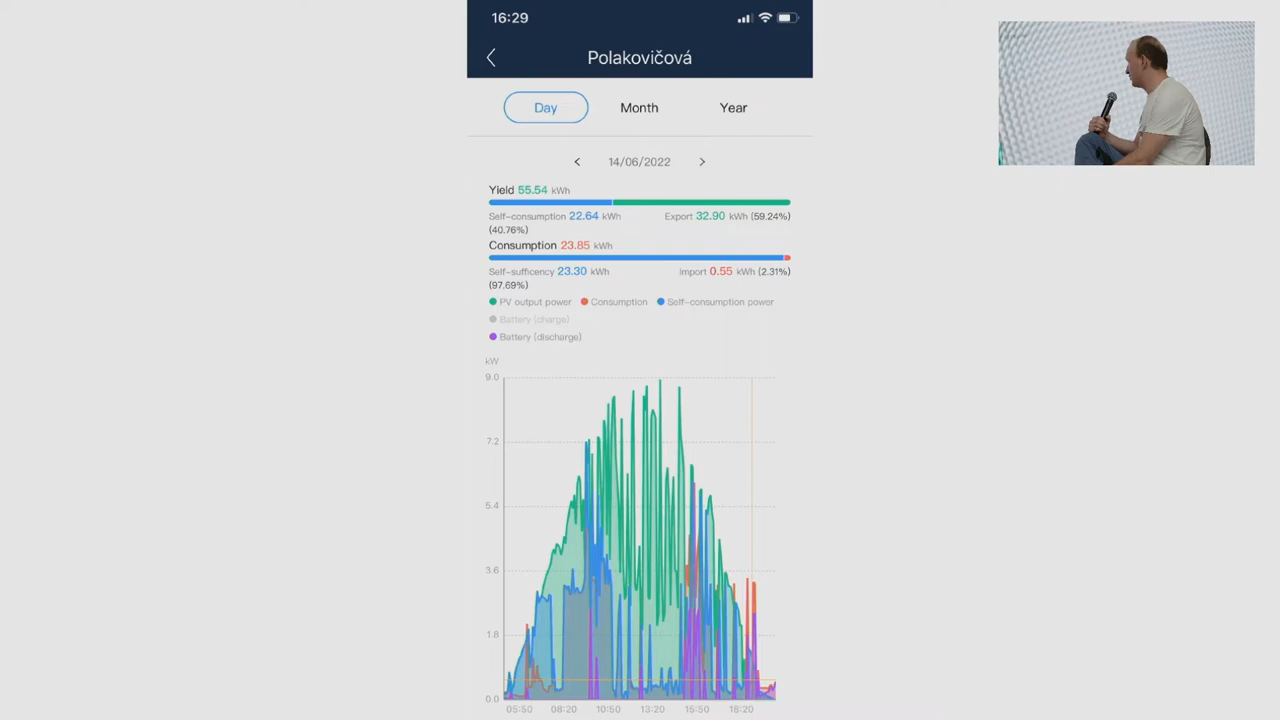 16:29
Polakovičová
Day Month Year
< 14/06/2022 >
Yield 55.54 kWh
Self-consumption 22.64 kWh Export 32.90 kWh (59.24%)
(40.76%)
Consumption 23.85 kWh
Self-sufficency 23.30 kWh Import 0.55 kWh (2.31%)
(97.69%)
PV output power Consumption Self-consumption power
Battery (charge)
Battery (discharge)
kW
9.0
7.2
5.4
3.6
1.8
0.0
05:50 08:20 10:50 13:20 15:50 18:20